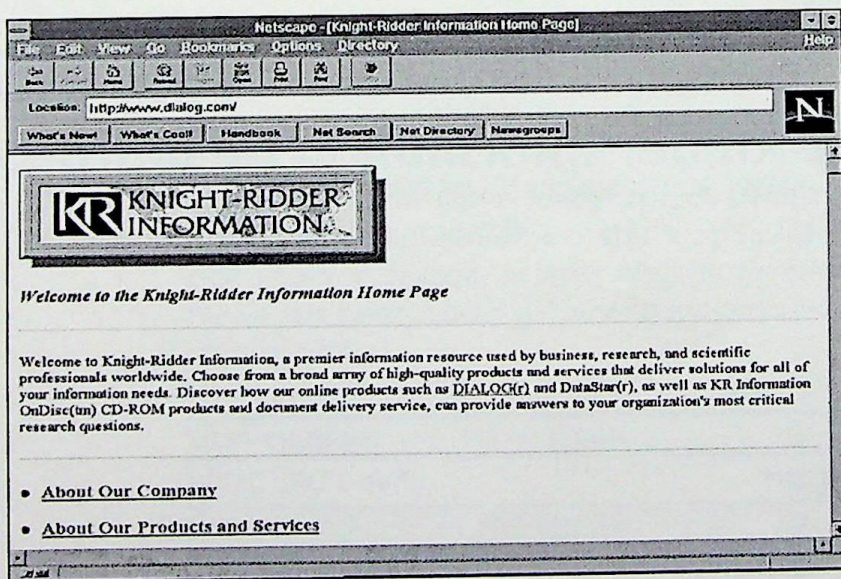 Netscape - [Knight-Ridder Information Home Page]
File Edit View Go Bookmarks Options Directory Help
Back Home Reload Open Print Find
Location: http://www.dialog.com/
What's New! What's Cool! Handbook Net Search Net Directory Newsgroups
N
KR KNIGHT-RIDDER
INFORMATION
Welcome to the Knight-Ridder Information Home Page
Welcome to Knight-Ridder Information, a premier information resource used by business, research, and scientific
professionals worldwide. Choose from a broad array of high-quality products and services that deliver solutions for all of
your information needs. Discover how our online products such as DIALOG(r) and DataStar(r), as well as KR Information
OnDisc(tm) CD-ROM products and document delivery service, can provide answers to your organization's most critical
research questions.
• About Our Company
• About Our Products and Services